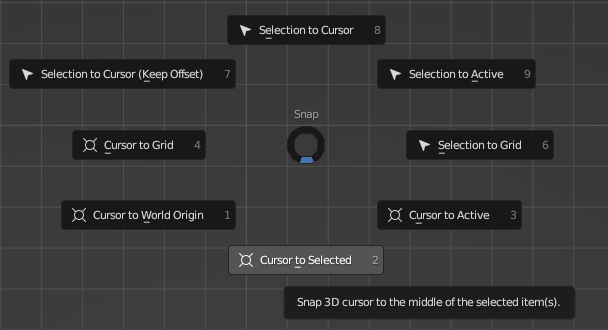 Selection to Cursor 8
Selection to Cursor (Keep Offset) 7
Selection to Active 9
Snap
Cursor to Grid 4
Selection to Grid 6
Cursor to World Origin 1
Cursor to Active 3
Cursor to Selected 2
Snap 3D cursor to the middle of the selected item(s).